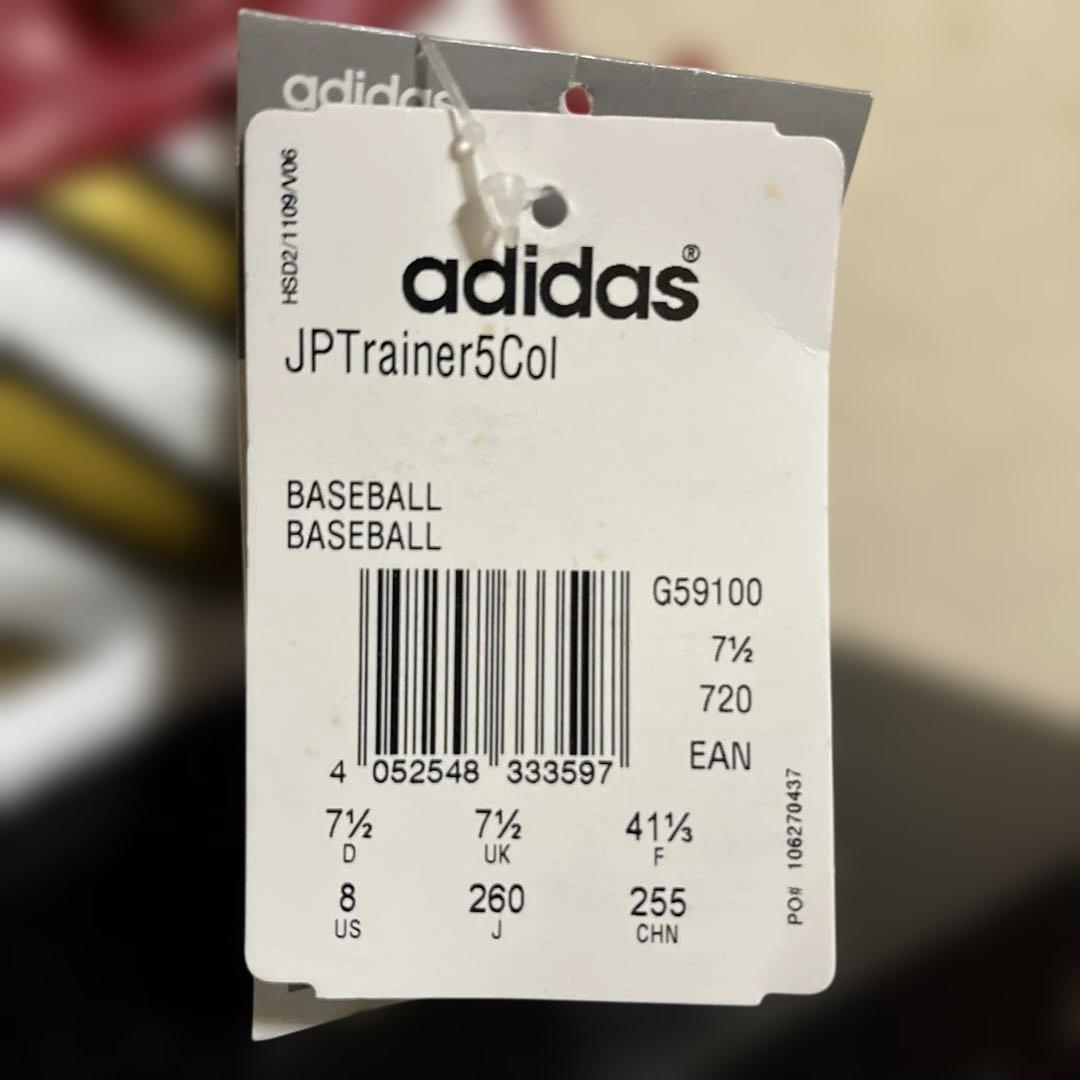 adidas
HSD2/1109/V06
adidas®
JPTrainer5Col
BASEBALL
BASEBALL
G59100
7½
720
EAN
4 052548 333597
7½ 7½ 41⅓
D UK F
8 260 255
US J CHN
PO# 106270437